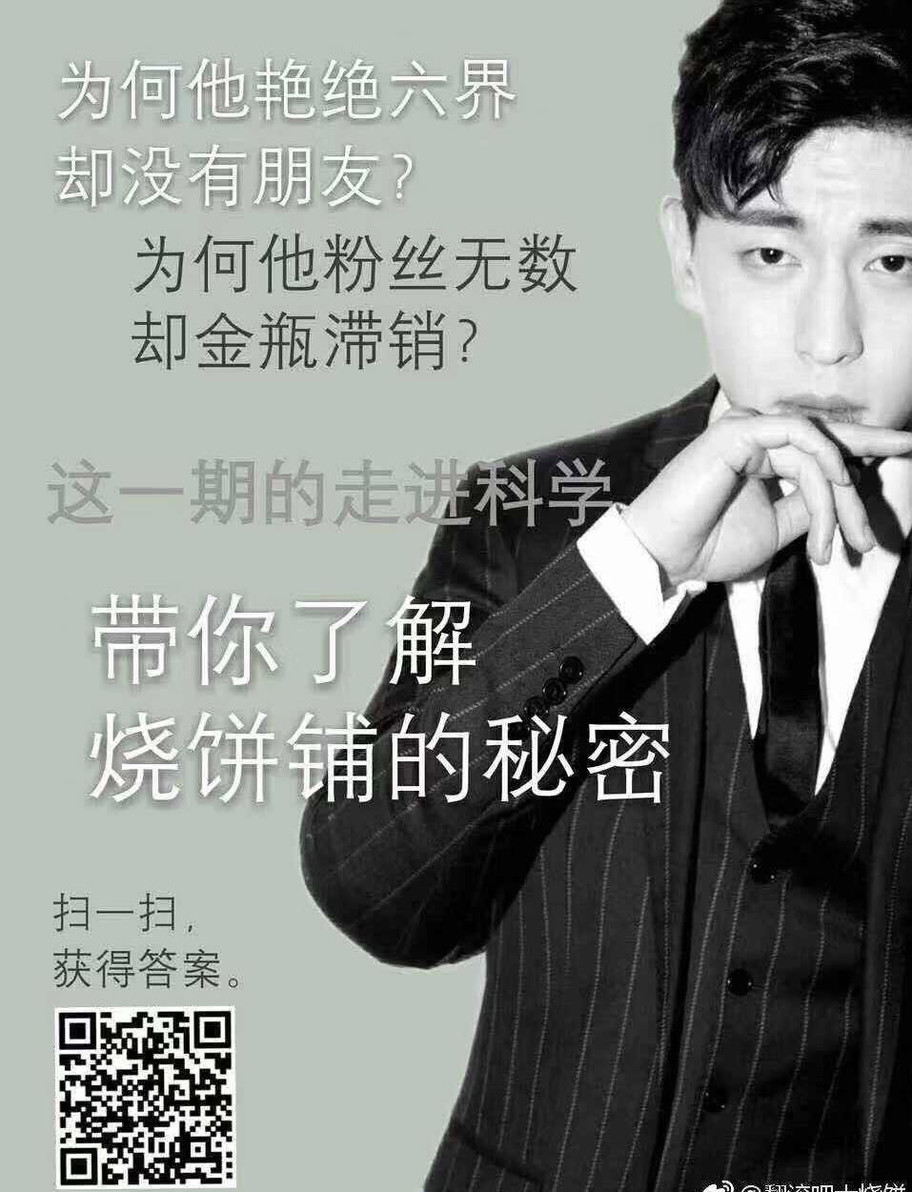 为何他艳绝六界
却没有朋友？
为何他粉丝无数
却金瓶滞销？
这一期的走进科学
带你了解
烧饼铺的秘密
扫一扫，
获得答案。